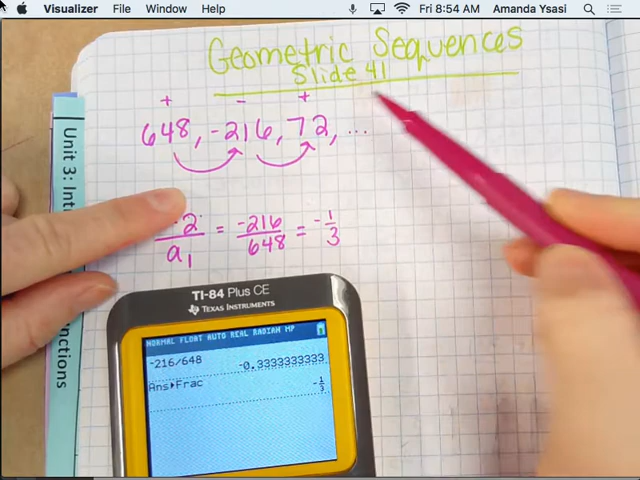 Visualizer File Window Help Fri 8:54 AM Amanda Ysasi
Geometric Sequences
Slide 41
+ - +
648, -216, 72, ...
2/a1 = -216/648 = -1/3
Unit 3:
Functions
TI-84 Plus CE
TEXAS INSTRUMENTS
NORMAL FLOAT AUTO REAL RADIAN MP
-216/648
-0.3333333333
Ans▸Frac
-1/3